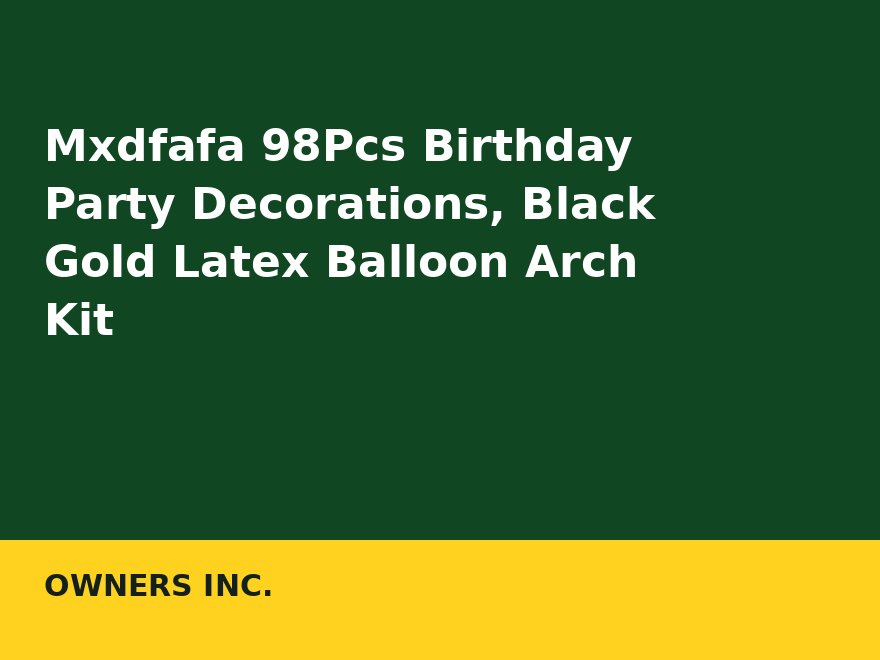 Mxdfafa 98Pcs Birthday
Party Decorations, Black
Gold Latex Balloon Arch
Kit
OWNERS INC.